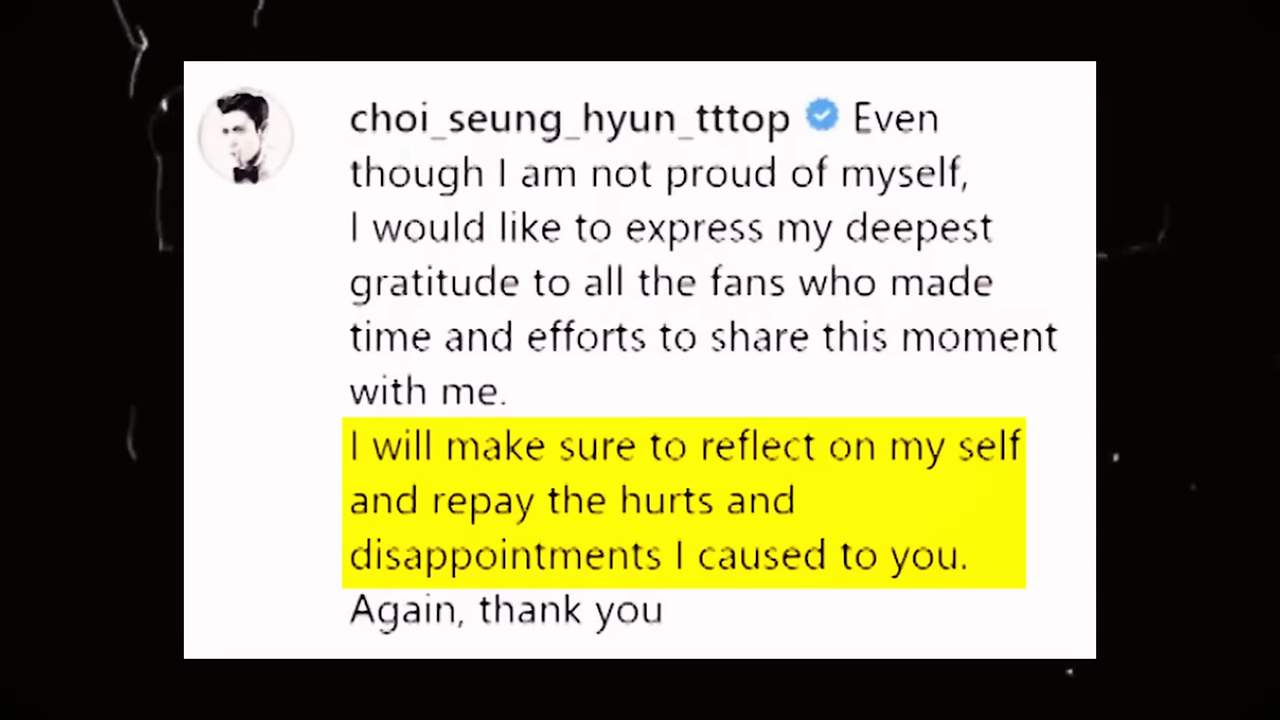 choi_seung_hyun_tttop Even
though I am not proud of myself,
I would like to express my deepest
gratitude to all the fans who made
time and efforts to share this moment
with me.
I will make sure to reflect on my self
and repay the hurts and
disappointments I caused to you.
Again, thank you